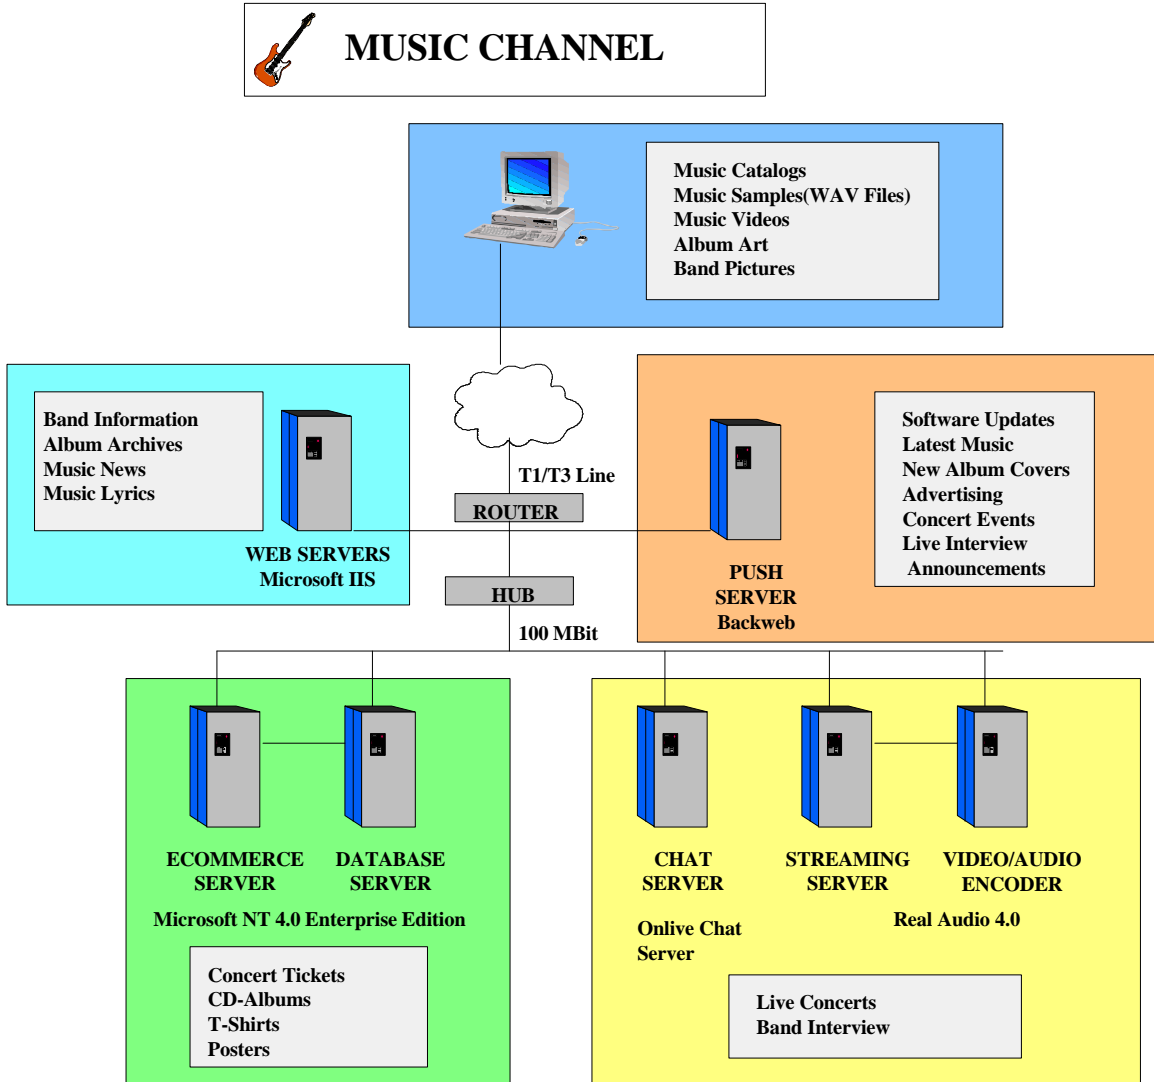 MUSIC CHANNEL
Music Catalogs
Music Samples(WAV Files)
Music Videos
Album Art
Band Pictures
Band Information
Album Archives
Music News
Music Lyrics
WEB SERVERS
Microsoft IIS
T1/T3 Line
ROUTER
HUB
100 MBit
PUSH
SERVER
Backweb
Software Updates
Latest Music
New Album Covers
Advertising
Concert Events
Live Interview
Announcements
ECOMMERCE
SERVER
DATABASE
SERVER
Microsoft NT 4.0 Enterprise Edition
Concert Tickets
CD-Albums
T-Shirts
Posters
CHAT
SERVER
Onlive Chat
Server
STREAMING
SERVER
VIDEO/AUDIO
ENCODER
Real Audio 4.0
Live Concerts
Band Interview